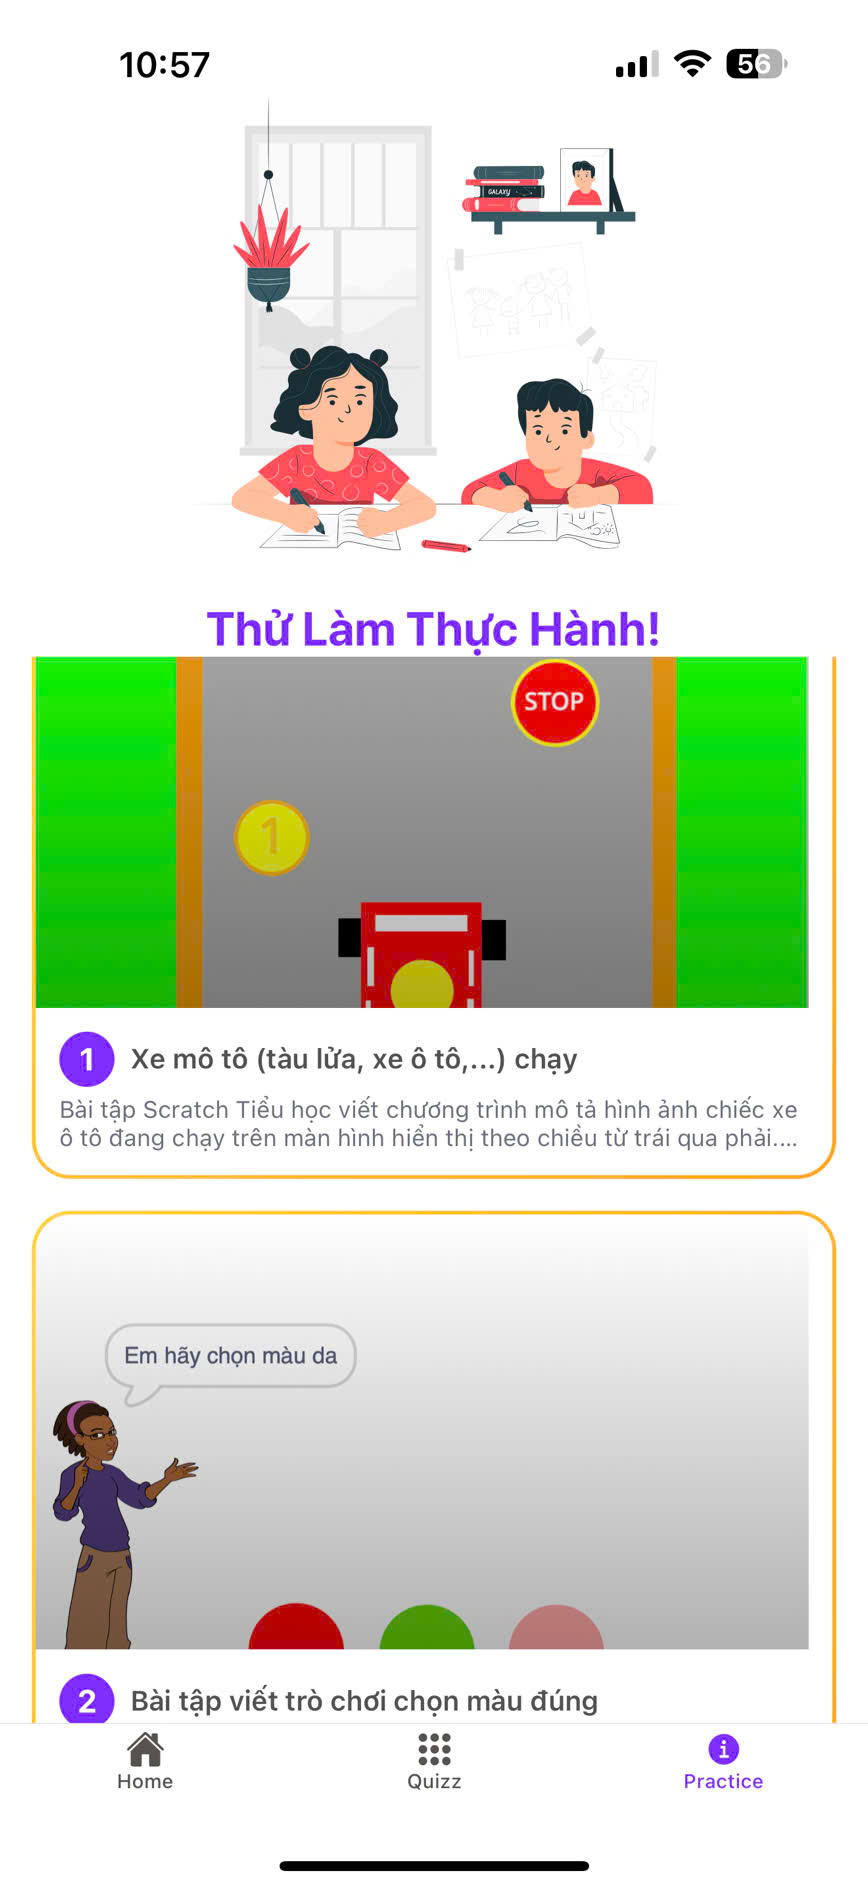 10:57
56
GALAXY
Thử Làm Thực Hành!
STOP
1
1 Xe mô tô (tàu lửa, xe ô tô,...) chạy
Bài tập Scratch Tiểu học viết chương trình mô tả hình ảnh chiếc xe
ô tô đang chạy trên màn hình hiển thị theo chiều từ trái qua phải....
Em hãy chọn màu da
2 Bài tập viết trò chơi chọn màu đúng
Home Quizz Practice